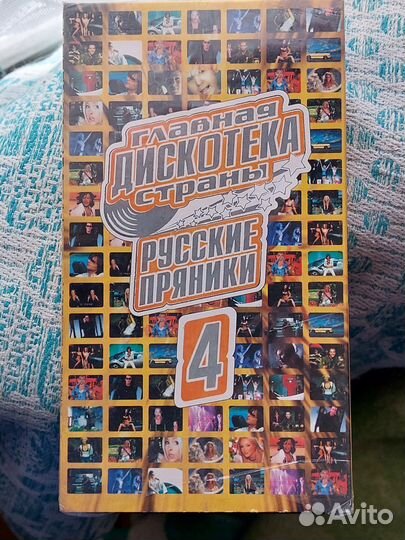 ГЛАВНАЯ
ДИСКОТЕКА
СТРАНЫ
РУССКИЕ
ПРЯНИКИ
4
Avito